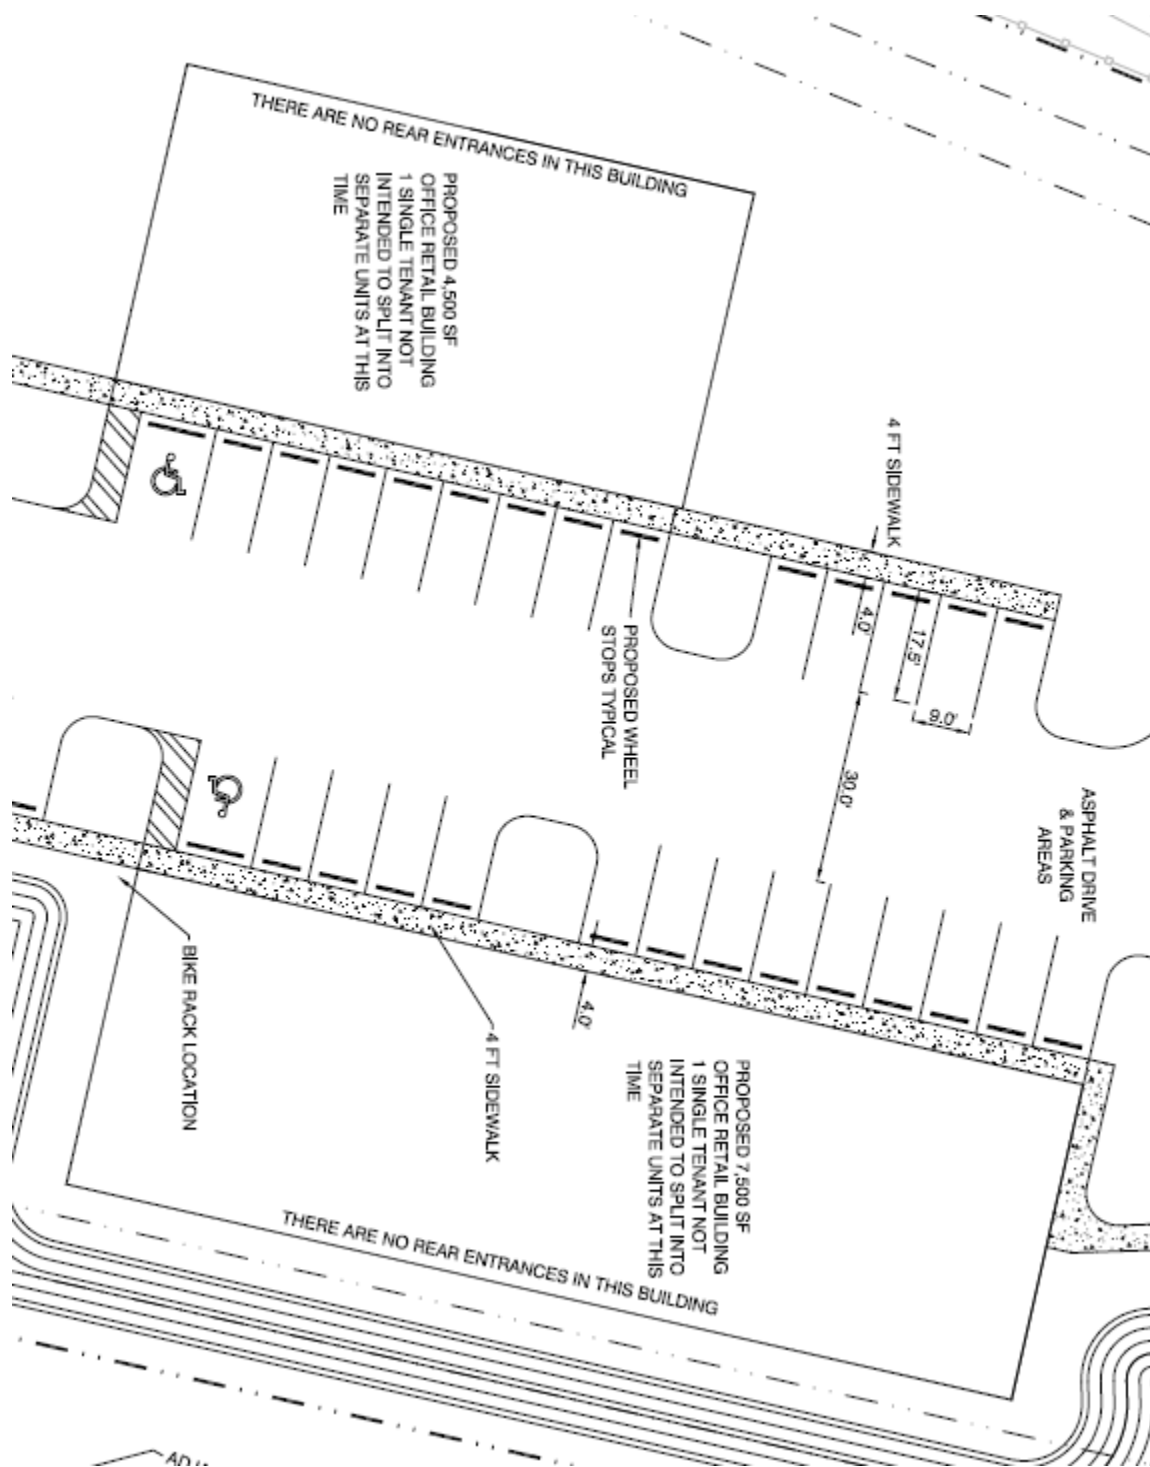 THERE ARE NO REAR ENTRANCES IN THIS BUILDING
PROPOSED 4,500 SF
OFFICE RETAIL BUILDING
1 SINGLE TENANT NOT
INTENDED TO SPLIT INTO
SEPARATE UNITS AT THIS
TIME
4 FT SIDEWALK
4.0'
17.5'
9.0'
30.0'
PROPOSED WHEEL
STOPS TYPICAL
ASPHALT DRIVE
& PARKING
AREAS
BIKE RACK LOCATION
4 FT SIDEWALK
4.0'
PROPOSED 7,500 SF
OFFICE RETAIL BUILDING
1 SINGLE TENANT NOT
INTENDED TO SPLIT INTO
SEPARATE UNITS AT THIS
TIME
THERE ARE NO REAR ENTRANCES IN THIS BUILDING